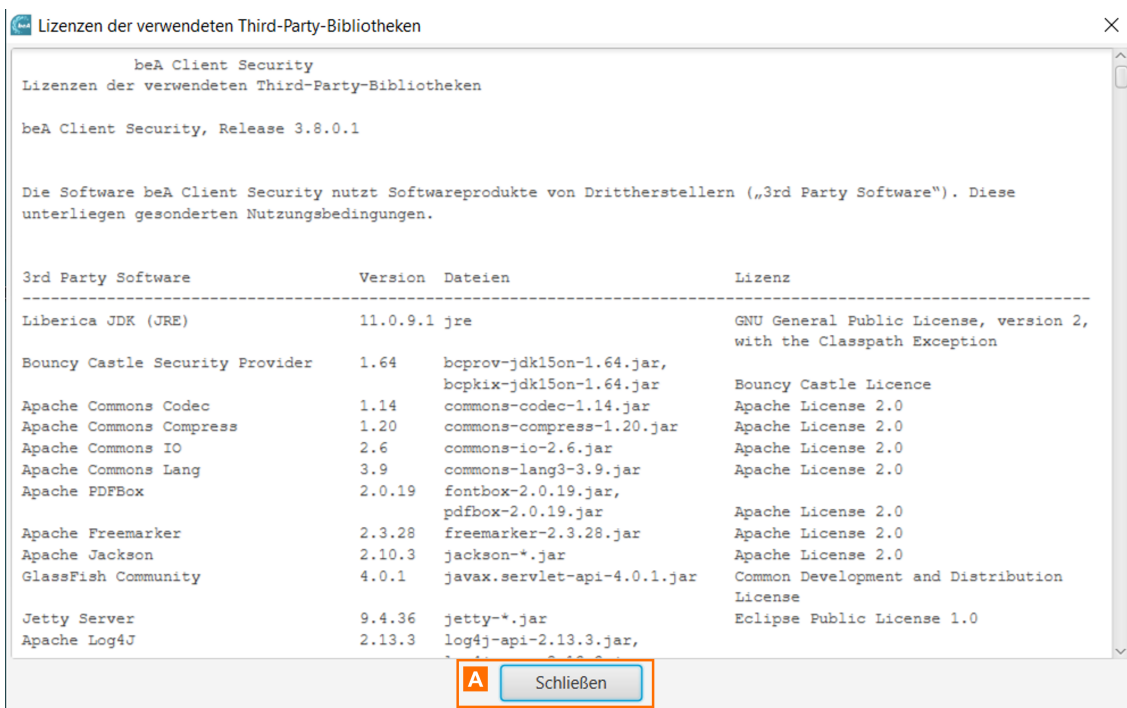 Lizenzen der verwendeten Third-Party-Bibliotheken
beA Client Security
Lizenzen der verwendeten Third-Party-Bibliotheken
beA Client Security, Release 3.8.0.1
Die Software beA Client Security nutzt Softwareprodukte von Drittherstellern („3rd Party Software“). Diese
unterliegen gesonderten Nutzungsbedingungen.
3rd Party Software Version Dateien Lizenz
Liberica JDK (JRE) 11.0.9.1 jre GNU General Public License, version 2,
with the Classpath Exception
Bouncy Castle Security Provider 1.64 bcprov-jdk15on-1.64.jar,
bcpkix-jdk15on-1.64.jar Bouncy Castle Licence
Apache Commons Codec 1.14 commons-codec-1.14.jar Apache License 2.0
Apache Commons Compress 1.20 commons-compress-1.20.jar Apache License 2.0
Apache Commons IO 2.6 commons-io-2.6.jar Apache License 2.0
Apache Commons Lang 3.9 commons-lang3-3.9.jar Apache License 2.0
Apache PDFBox 2.0.19 fontbox-2.0.19.jar,
pdfbox-2.0.19.jar Apache License 2.0
Apache Freemarker 2.3.28 freemarker-2.3.28.jar Apache License 2.0
Apache Jackson 2.10.3 jackson-*.jar Apache License 2.0
GlassFish Community 4.0.1 javax.servlet-api-4.0.1.jar Common Development and Distribution
License
Jetty Server 9.4.36 jetty-*.jar Eclipse Public License 1.0
Apache Log4J 2.13.3 log4j-api-2.13.3.jar,
A Schließen